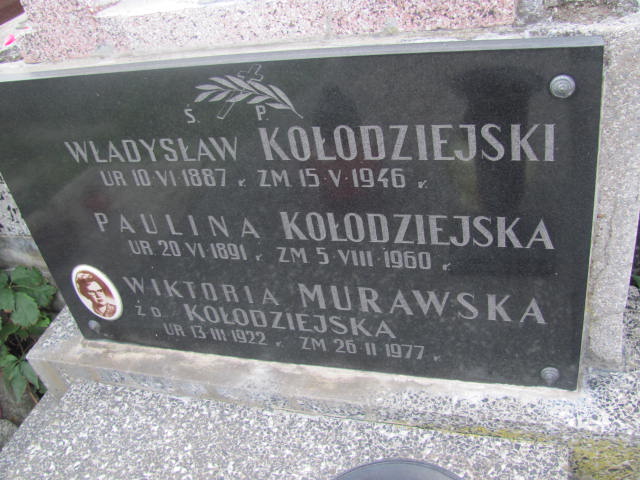 Ś. P.
WŁADYSŁAW KOŁODZIEJSKI
UR 10 VI 1887 r. ZM 15 V 1946 r.
PAULINA KOŁODZIEJSKA
UR 20 VI 1891 r. ZM 5 VIII 1960 r.
WIKTORIA MURAWSKA
Z D. KOŁODZIEJSKA
UR 13 III 1922 r. ZM 26 II 1977 r.